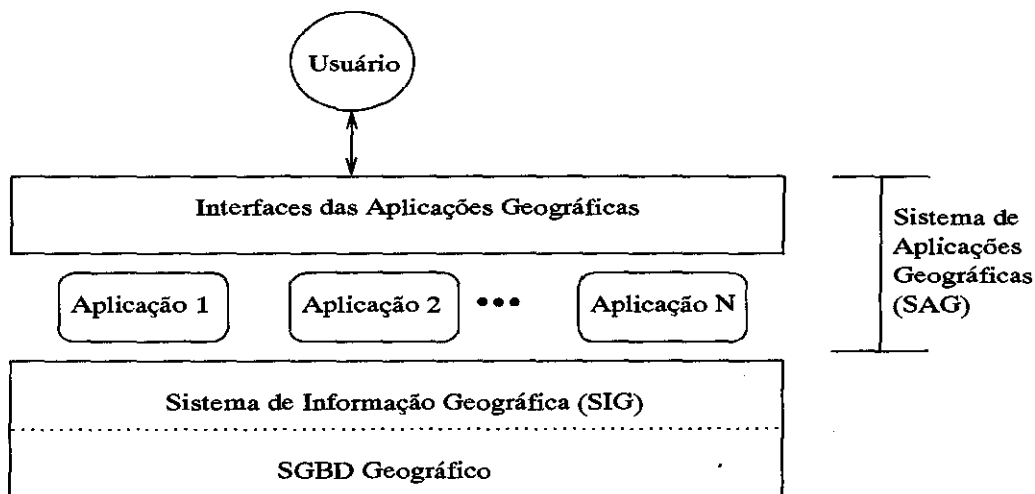 Usuário
Interfaces das Aplicações Geográficas
Sistema de
Aplicações
Geográficas
(SAG)
Aplicação 1
Aplicação 2
•••
Aplicação N
Sistema de Informação Geográfica (SIG)
SGBD Geográfico